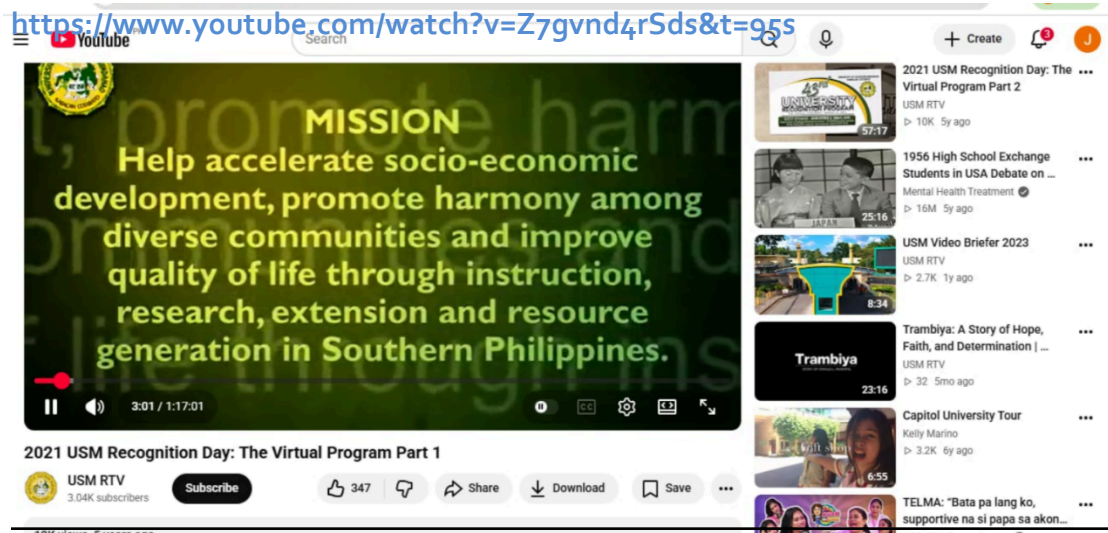 https://www.youtube.com/watch?v=Z7gvnd4rSds&t=95s
YouTube
Search
Create
3
J
MISSION
Help accelerate socio-economic
development, promote harmony among
diverse communities and improve
quality of life through instruction,
research, extension and resource
generation in Southern Philippines.
3:01 / 1:17:01
CC
2021 USM Recognition Day: The Virtual Program Part 1
USM RTV
3.04K subscribers
Subscribe
347
Share
Download
Save
2021 USM Recognition Day: The
Virtual Program Part 2
USM RTV
10K 5y ago
57:17
1956 High School Exchange
Students in USA Debate on ...
Mental Health Treatment
16M 5y ago
JAPAN
25:16
USM Video Briefer 2023
USM RTV
2.7K 1y ago
8:34
Trambiya: A Story of Hope,
Faith, and Determination | ...
USM RTV
32 5mo ago
Trambiya
23:16
Capitol University Tour
Kelly Marino
3.2K 6y ago
6:55
TELMA: "Bata pa lang ko,
supportive na si papa sa akon...